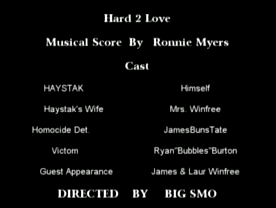 Hard 2 Love
Musical Score By Ronnie Myers
Cast
HAYSTAK Himself
Haystak's Wife Mrs. Winfree
Homocide Det. JamesBunsTate
Victom Ryan"Bubbles"Burton
Guest Appearance James & Laur Winfree
DIRECTED BY BIG SMO